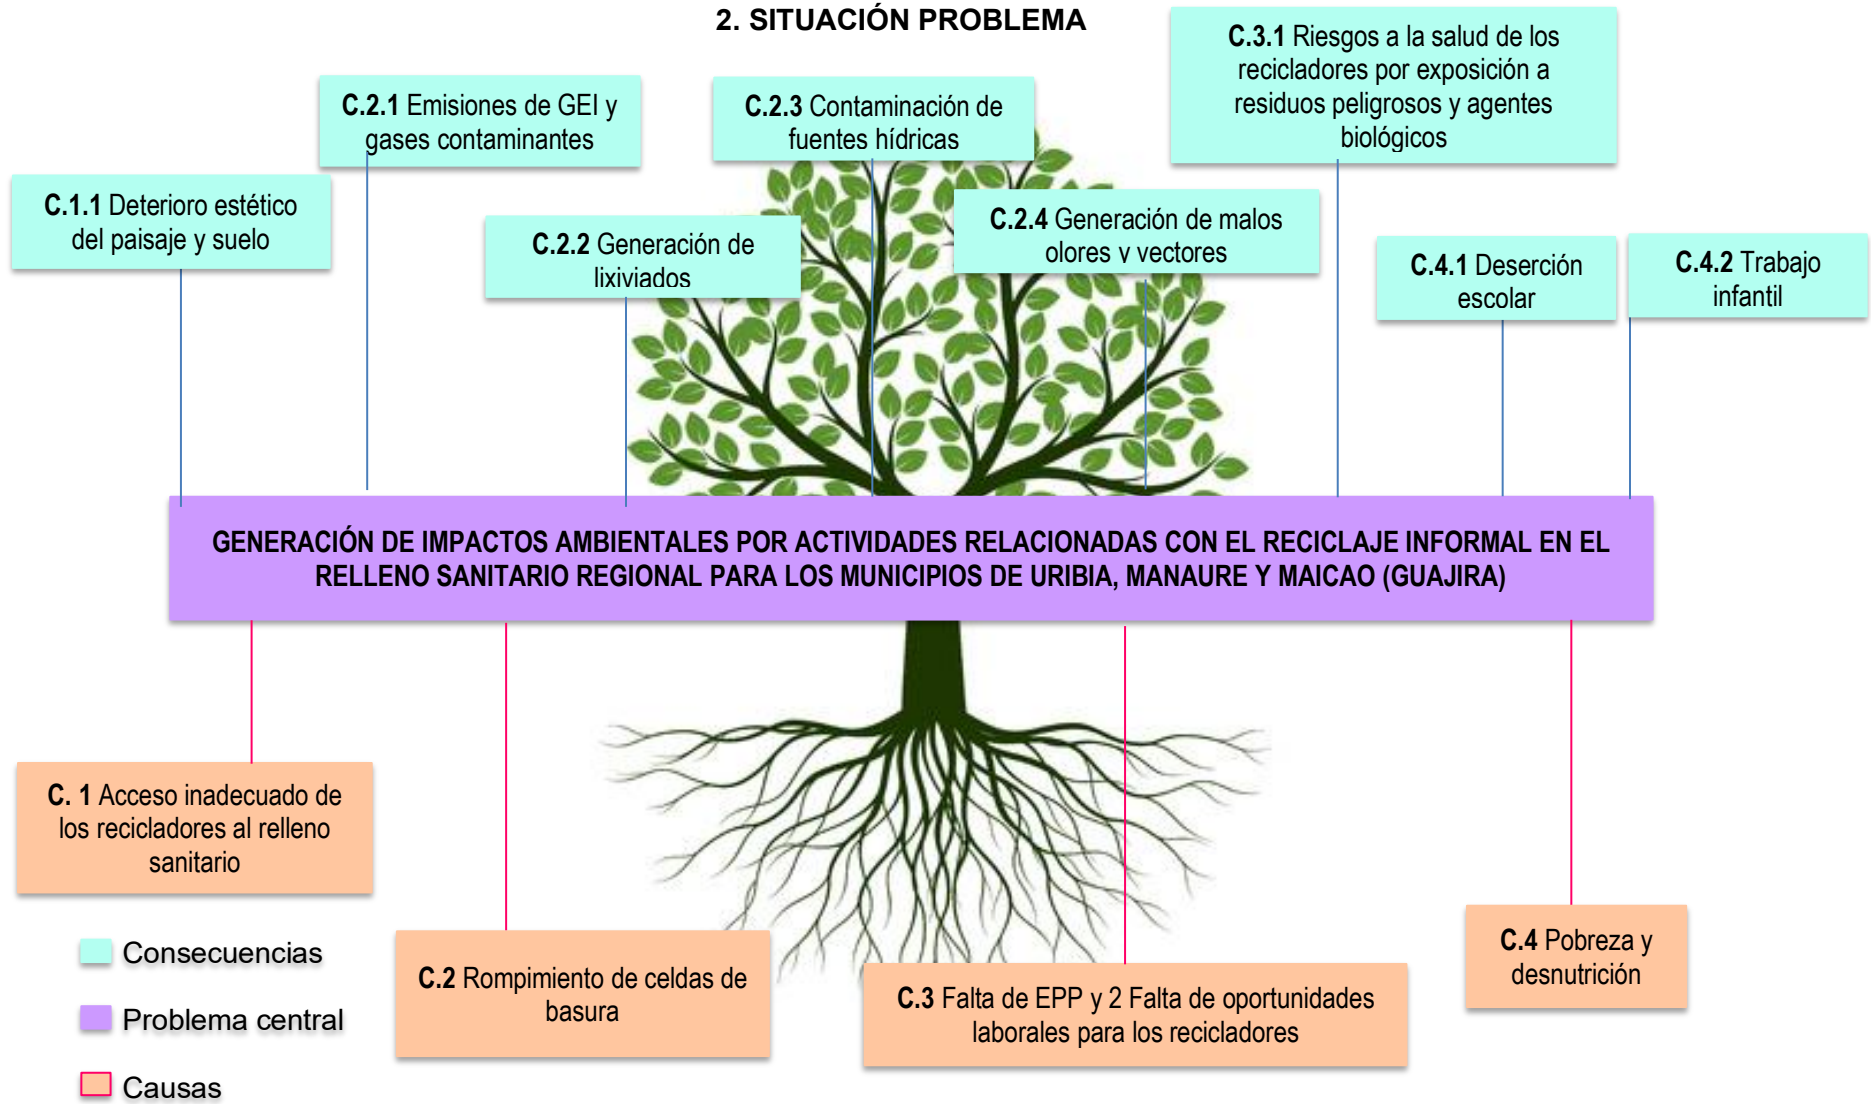 2. SITUACIÓN PROBLEMA
C.3.1 Riesgos a la salud de los
recicladores por exposición a
residuos peligrosos y agentes
biológicos
C.2.1 Emisiones de GEI y
gases contaminantes
C.2.3 Contaminación de
fuentes hídricas
C.1.1 Deterioro estético
del paisaje y suelo
C.2.2 Generación de
lixiviados
C.2.4 Generación de malos
olores y vectores
C.4.1 Deserción
escolar
C.4.2 Trabajo
infantil
GENERACIÓN DE IMPACTOS AMBIENTALES POR ACTIVIDADES RELACIONADAS CON EL RECICLAJE INFORMAL EN EL
RELLENO SANITARIO REGIONAL PARA LOS MUNICIPIOS DE URIBIA, MANAURE Y MAICAO (GUAJIRA)
C. 1 Acceso inadecuado de
los recicladores al relleno
sanitario
C.2 Rompimiento de celdas de
basura
C.3 Falta de EPP y 2 Falta de oportunidades
laborales para los recicladores
C.4 Pobreza y
desnutrición
Consecuencias
Problema central
Causas